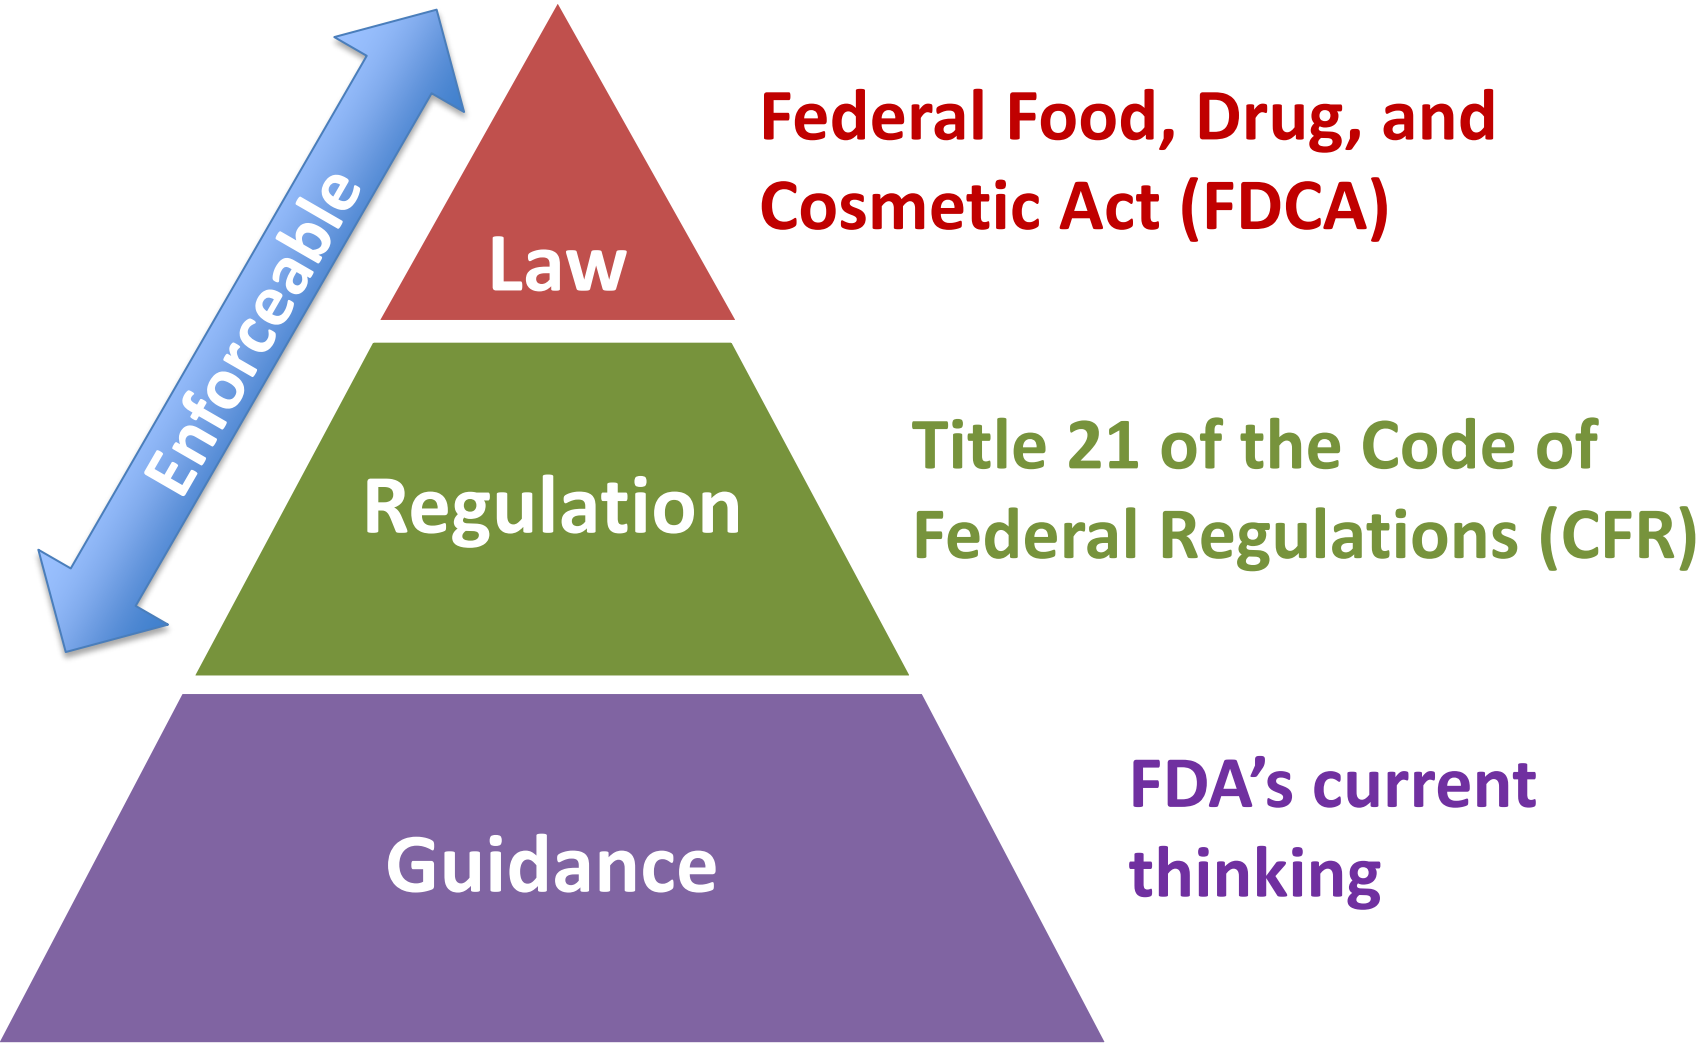 Enforceable
Law
Federal Food, Drug, and
Cosmetic Act (FDCA)
Regulation
Title 21 of the Code of
Federal Regulations (CFR)
Guidance
FDA’s current
thinking